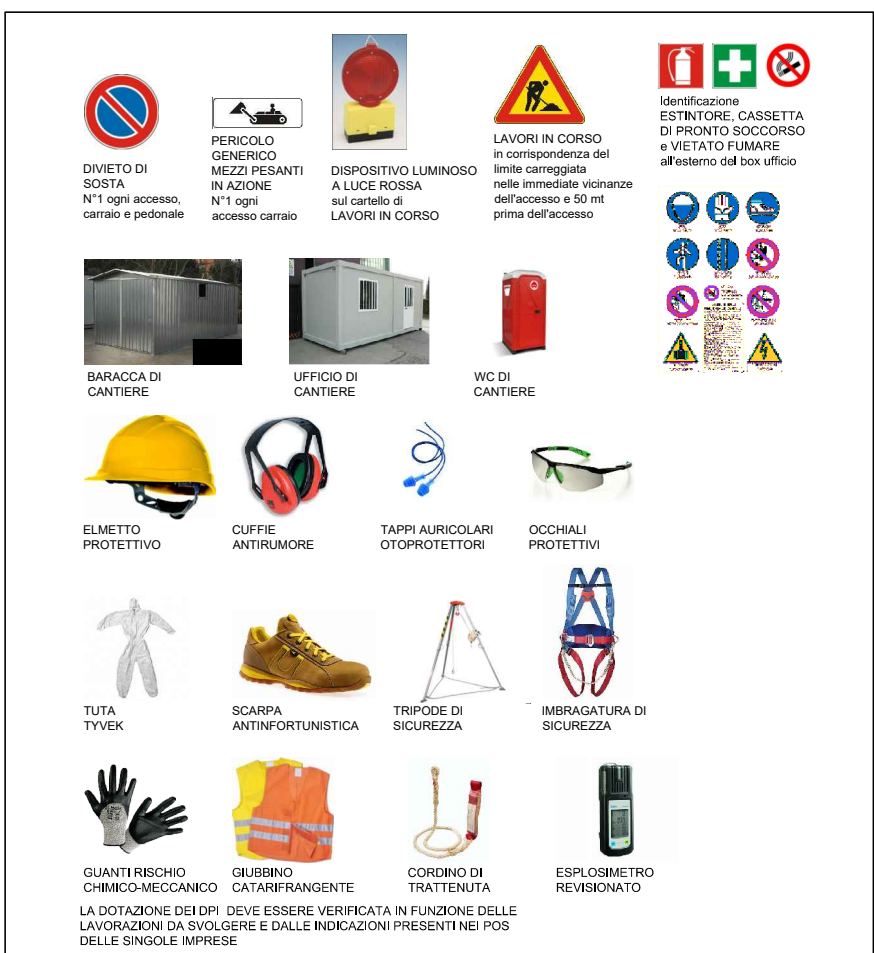 DIVIETO DI
SOSTA
N°1 ogni accesso,
carraio e pedonale
PERICOLO
GENERICO
MEZZI PESANTI
IN AZIONE
N°1 ogni
accesso carraio
DISPOSITIVO LUMINOSO
A LUCE ROSSA
sul cartello di
LAVORI IN CORSO
LAVORI IN CORSO
in corrispondenza del
limite carreggiata
nelle immediate vicinanze
dell'accesso e 50 mt
prima dell'accesso
Identificazione
ESTINTORE, CASSETTA
DI PRONTO SOCCORSO
e VIETATO FUMARE
all'esterno del box ufficio
BARACCA DI
CANTIERE
UFFICIO DI
CANTIERE
WC DI
CANTIERE
ELMETTO
PROTETTIVO
CUFFIE
ANTIRUMORE
TAPPI AURICOLARI
OTOPROTETTORI
OCCHIALI
PROTETTIVI
TUTA
TYVEK
SCARPA
ANTINFORTUNISTICA
TRIPODE DI
SICUREZZA
IMBRAGATURA DI
SICUREZZA
GUANTI RISCHIO
CHIMICO-MECCANICO
GIUBBINO
CATARIFRANGENTE
CORDINO DI
TRATTENUTA
ESPLOSIMETRO
REVISIONATO
LA DOTAZIONE DEI DPI DEVE ESSERE VERIFICATA IN FUNZIONE DELLE
LAVORAZIONI DA SVOLGERE E DALLE INDICAZIONI PRESENTI NEI POS
DELLE SINGOLE IMPRESE